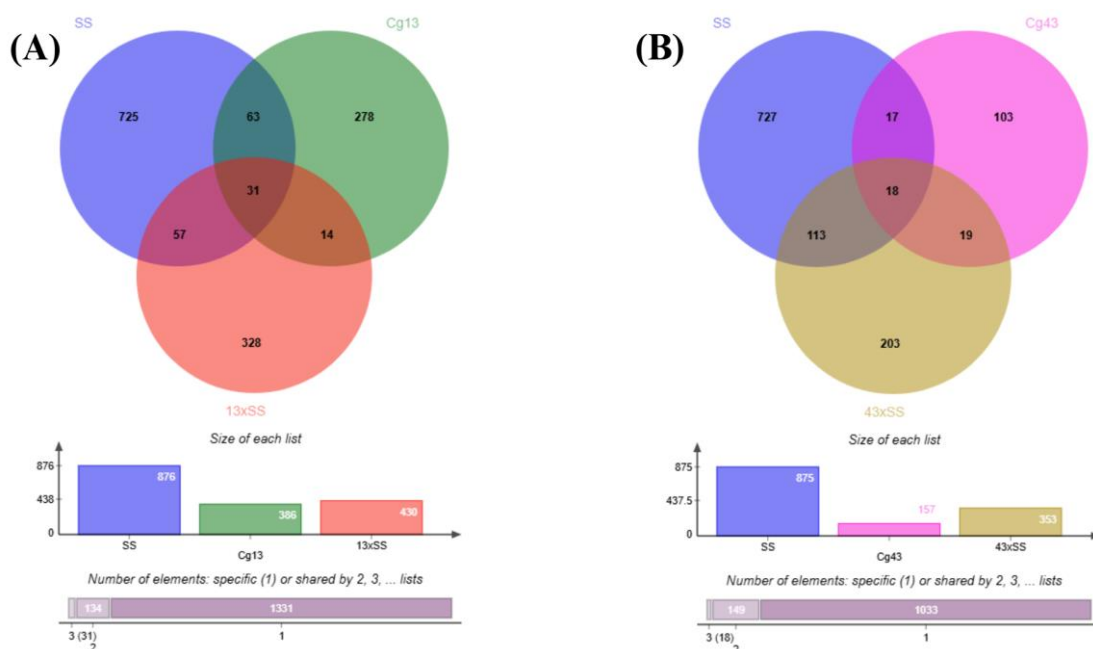 (A)
SS
Cg13
725
63
278
31
57
14
328
13xSS
Size of each list
876
438
0
876
386
430
SS
Cg13
13xSS
Number of elements: specific (1) or shared by 2, 3, ... lists
134
1331
3 (31)
2
1
(B)
SS
Cg43
727
17
103
18
113
19
203
43xSS
Size of each list
875
437.5
0
875
157
353
SS
Cg43
43xSS
Number of elements: specific (1) or shared by 2, 3, ... lists
149
1033
3 (18)
2
1